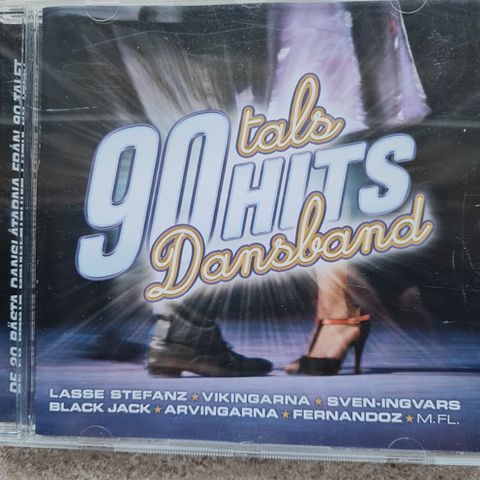 DE 20 BÄSTA DANSLÅTARNA FRÅN 90-TALET
90 tals
HITS
Dansband
LASSE STEFANZ ★ VIKINGARNA ★ SVEN-INGVARS
BLACK JACK ★ ARVINGARNA ★ FERNANDOZ ★ M.FL.